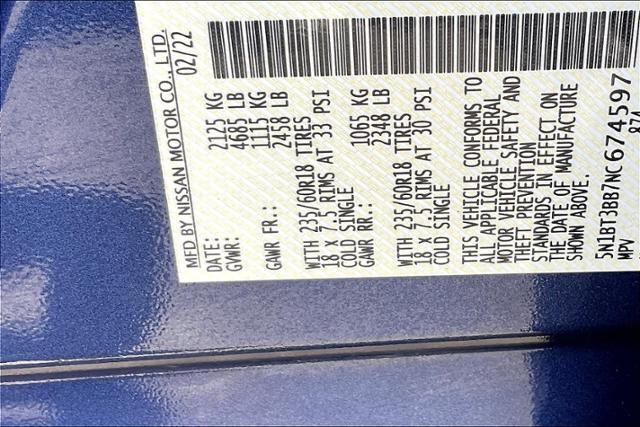 MFD BY NISSAN MOTOR CO., LTD.
DATE: 02/22
GVWR: 2125 KG
4685 LB
1115 KG
GAWR FR.: 2458 LB
WITH 235/60R18 TIRES
18 x 7.5 RIMS AT 33 PSI
COLD SINGLE 1065 KG
GAWR RR.: 2348 LB
WITH 235/60R18 TIRES
18 x 7.5 RIMS AT 30 PSI
COLD SINGLE
THIS VEHICLE CONFORMS TO
ALL APPLICABLE FEDERAL
MOTOR VEHICLE SAFETY AND
THEFT PREVENTION
STANDARDS IN EFFECT ON
THE DATE OF MANUFACTURE
SHOWN ABOVE.
5N1BT3BB7NC674597
MPV